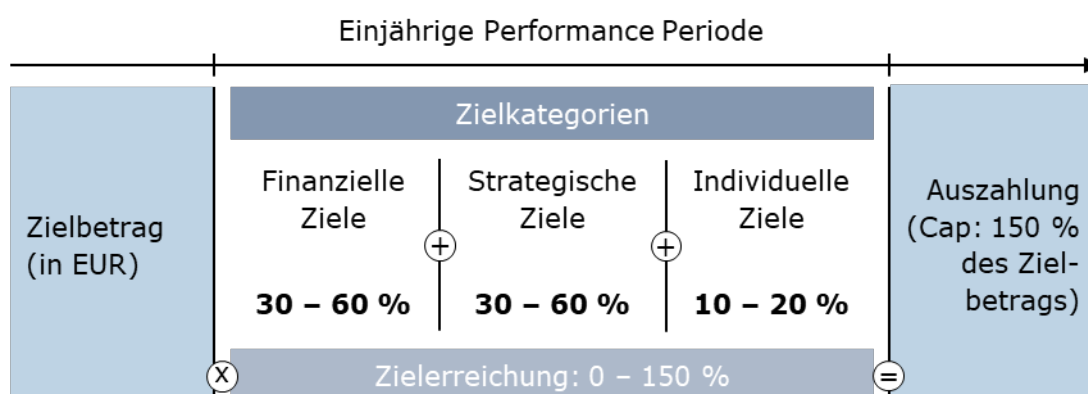 Einjährige Performance Periode
Zielkategorien
Zielbetrag
(in EUR)
Finanzielle
Ziele
30 – 60 %
+
Strategische
Ziele
30 – 60 %
+
Individuelle
Ziele
10 – 20 %
x
Zielerreichung: 0 – 150 %
=
Auszahlung
(Cap: 150 %
des Ziel-
betrags)